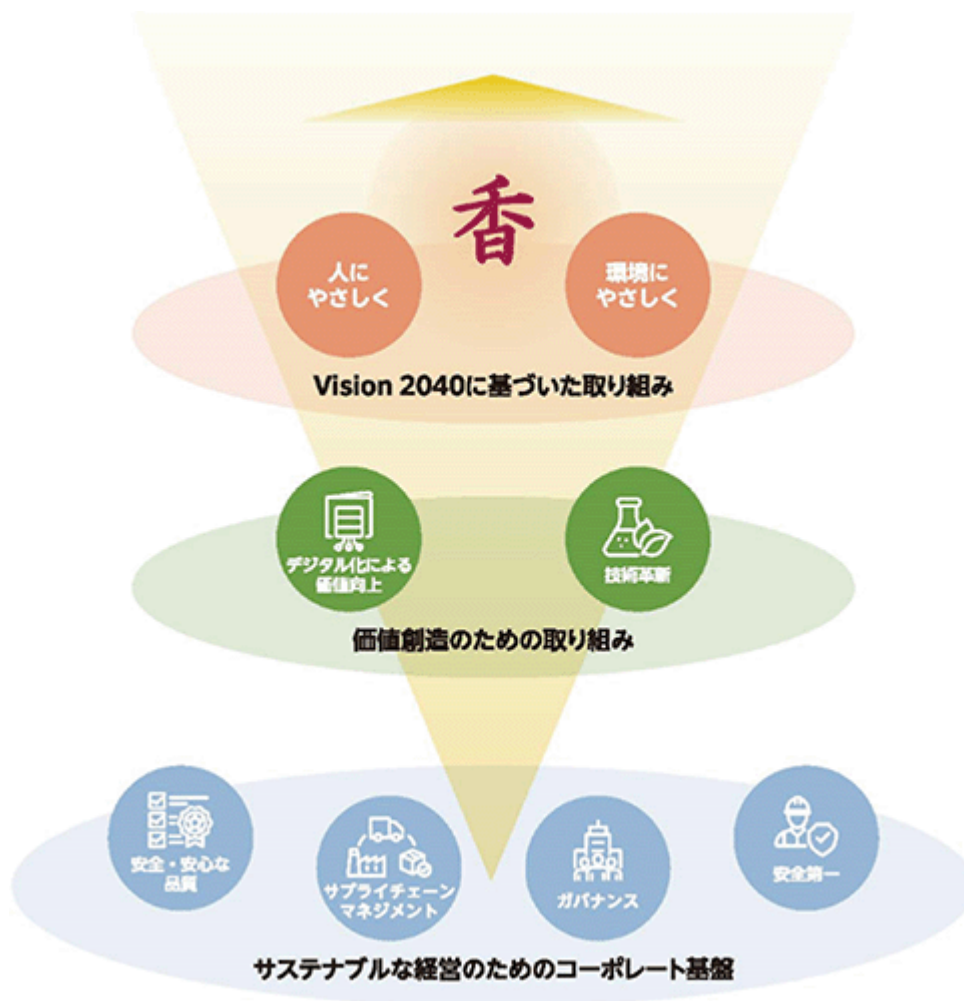 香
人に
やさしく
環境に
やさしく
Vision 2040に基づいた取り組み
デジタル化による
価値向上
技術革新
価値創造のための取り組み
安全・安心な
品質
サプライチェーン
マネジメント
ガバナンス
安全第一
サステナブルな経営のためのコーポレート基盤